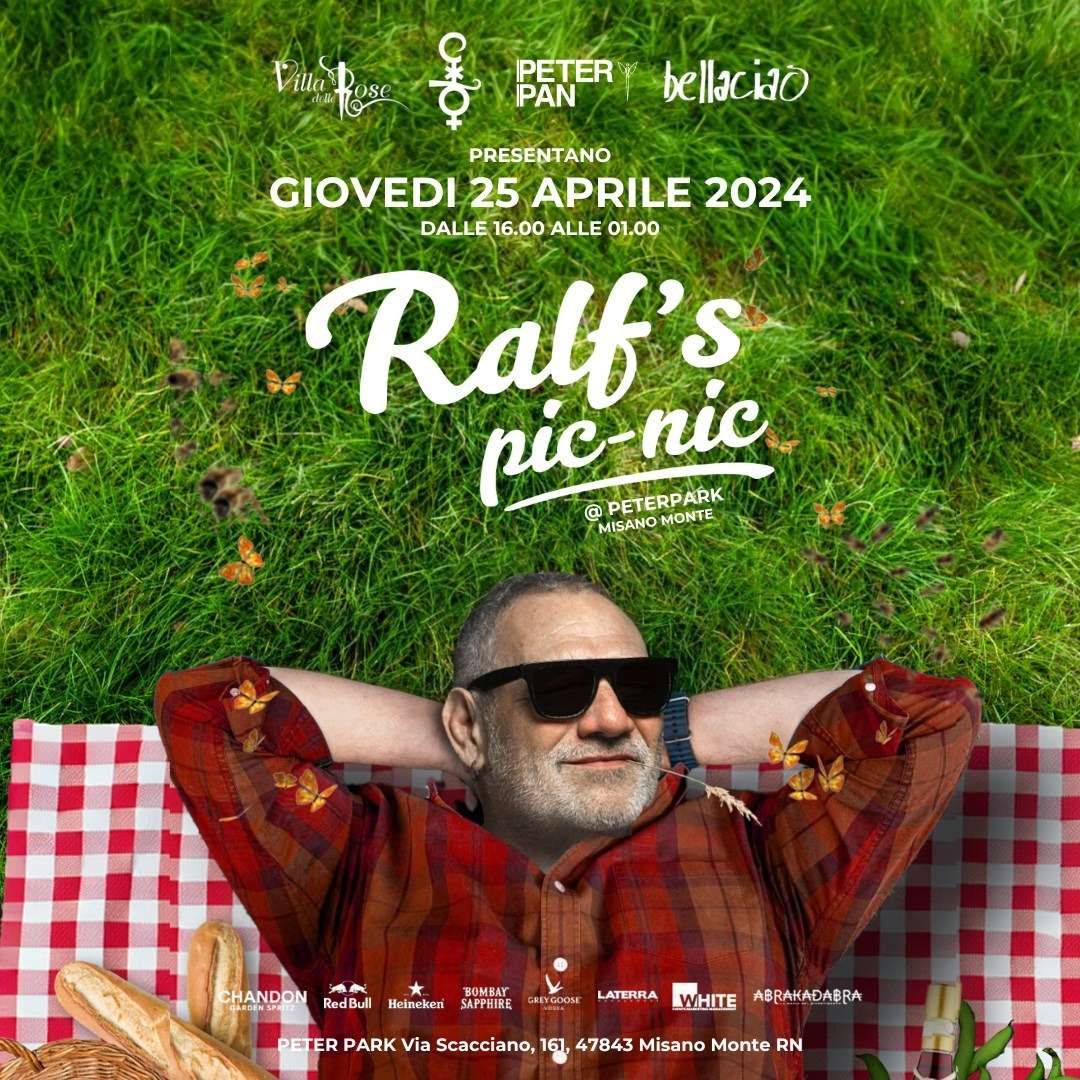 Villa delle Rose
PETER PAN
bellaciao
PRESENTANO
GIOVEDI 25 APRILE 2024
DALLE 16.00 ALLE 01.00
Ralf's
pic-nic
@ PETERPARK
MISANO MONTE
CHANDON
GARDEN SPRITZ
Red Bull
Heineken
BOMBAY
SAPPHIRE
GREY GOOSE
VODKA
LATERRA
WHITE
ABRAKADABRA
PETER PARK Via Scacciano, 161, 47843 Misano Monte RN